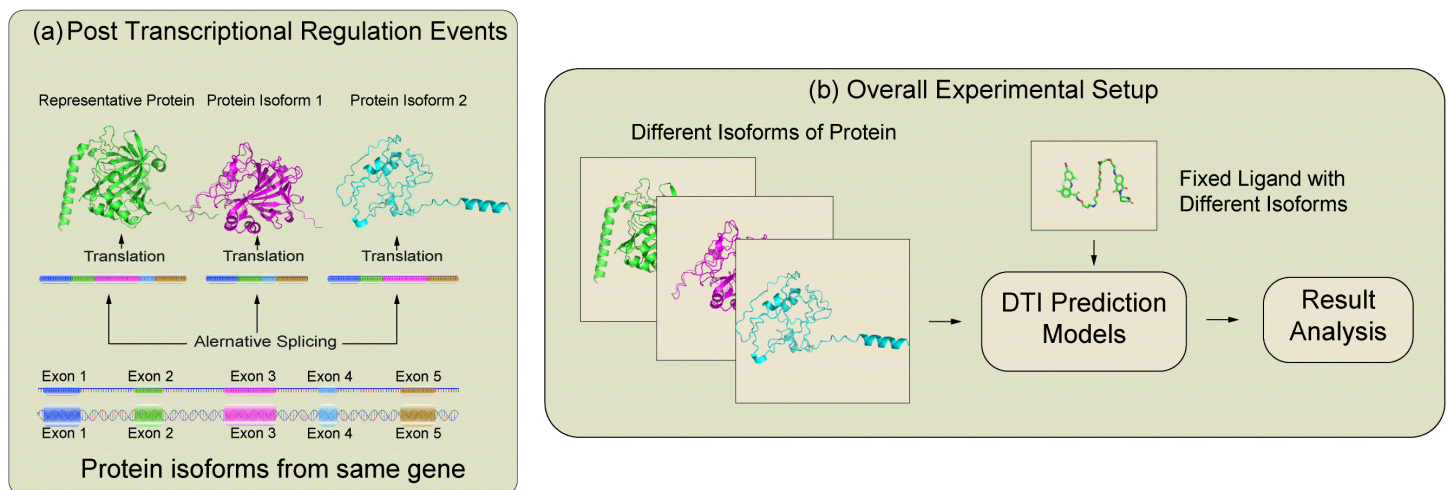 (a) Post Transcriptional Regulation Events
Representative Protein
Protein Isoform 1
Protein Isoform 2
Translation
Translation
Translation
Alernative Splicing
Exon 1
Exon 2
Exon 3
Exon 4
Exon 5
Exon 1
Exon 2
Exon 3
Exon 4
Exon 5
Protein isoforms from same gene
(b) Overall Experimental Setup
Different Isoforms of Protein
Fixed Ligand with
Different Isoforms
DTI Prediction
Models
Result
Analysis